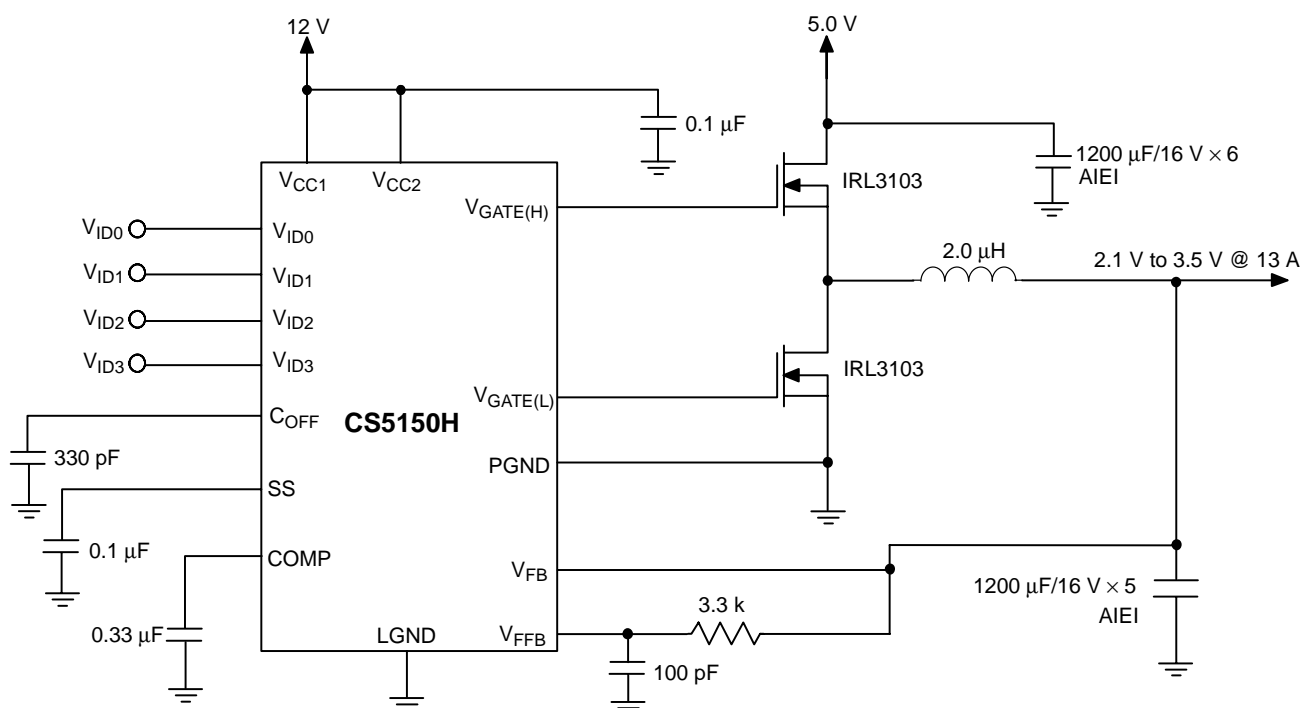 12 V
5.0 V
0.1 μF
1200 μF/16 V × 6
AIEI
VCC1
VCC2
IRL3103
VGATE(H)
VID0
VID0
VID1
VID1
VID2
VID2
VID3
VID3
2.0 μH
2.1 V to 3.5 V @ 13 A
IRL3103
VGATE(L)
COFF
CS5150H
330 pF
PGND
SS
0.1 μF
COMP
VFB
1200 μF/16 V × 5
AIEI
3.3 k
0.33 μF
LGND
VFFB
100 pF